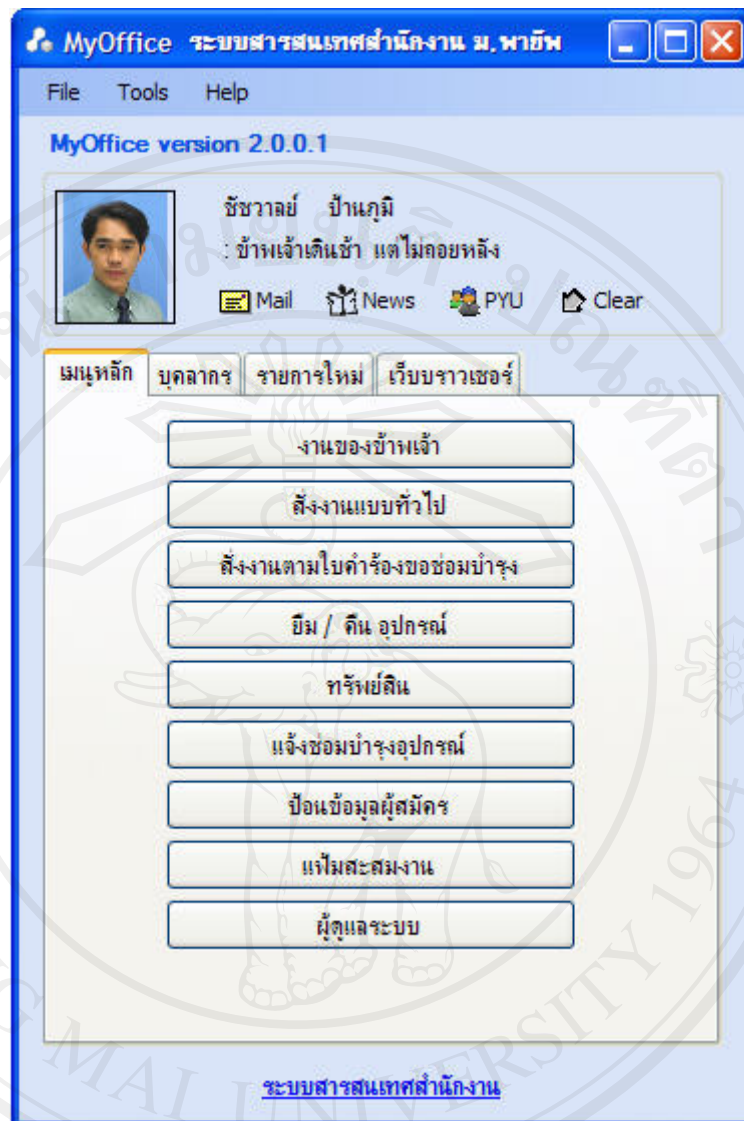 MyOffice ระบบสารสนเทศสำนักงาน ม.พายัพ
File Tools Help
MyOffice version 2.0.0.1
ชัชวาลย์ ป้านภูมิ
: ข้าพเจ้าเดินช้า แต่ไม่ถอยหลัง
Mail News PYU Clear
เมนูหลัก บุคลากร รายการใหม่ เว็บบราวเซอร์
งานของข้าพเจ้า
สั่งงานแบบทั่วไป
สั่งงานตามใบคำร้องขอซ่อมบำรุง
ยืม / คืน อุปกรณ์
ทรัพย์สิน
แจ้งซ่อมบำรุงอุปกรณ์
ป้อนข้อมูลผู้สมัคร
แฟ้มสะสมงาน
ผู้ดูแลระบบ
ระบบสารสนเทศสำนักงาน
MAI UNIVERSITY 1964